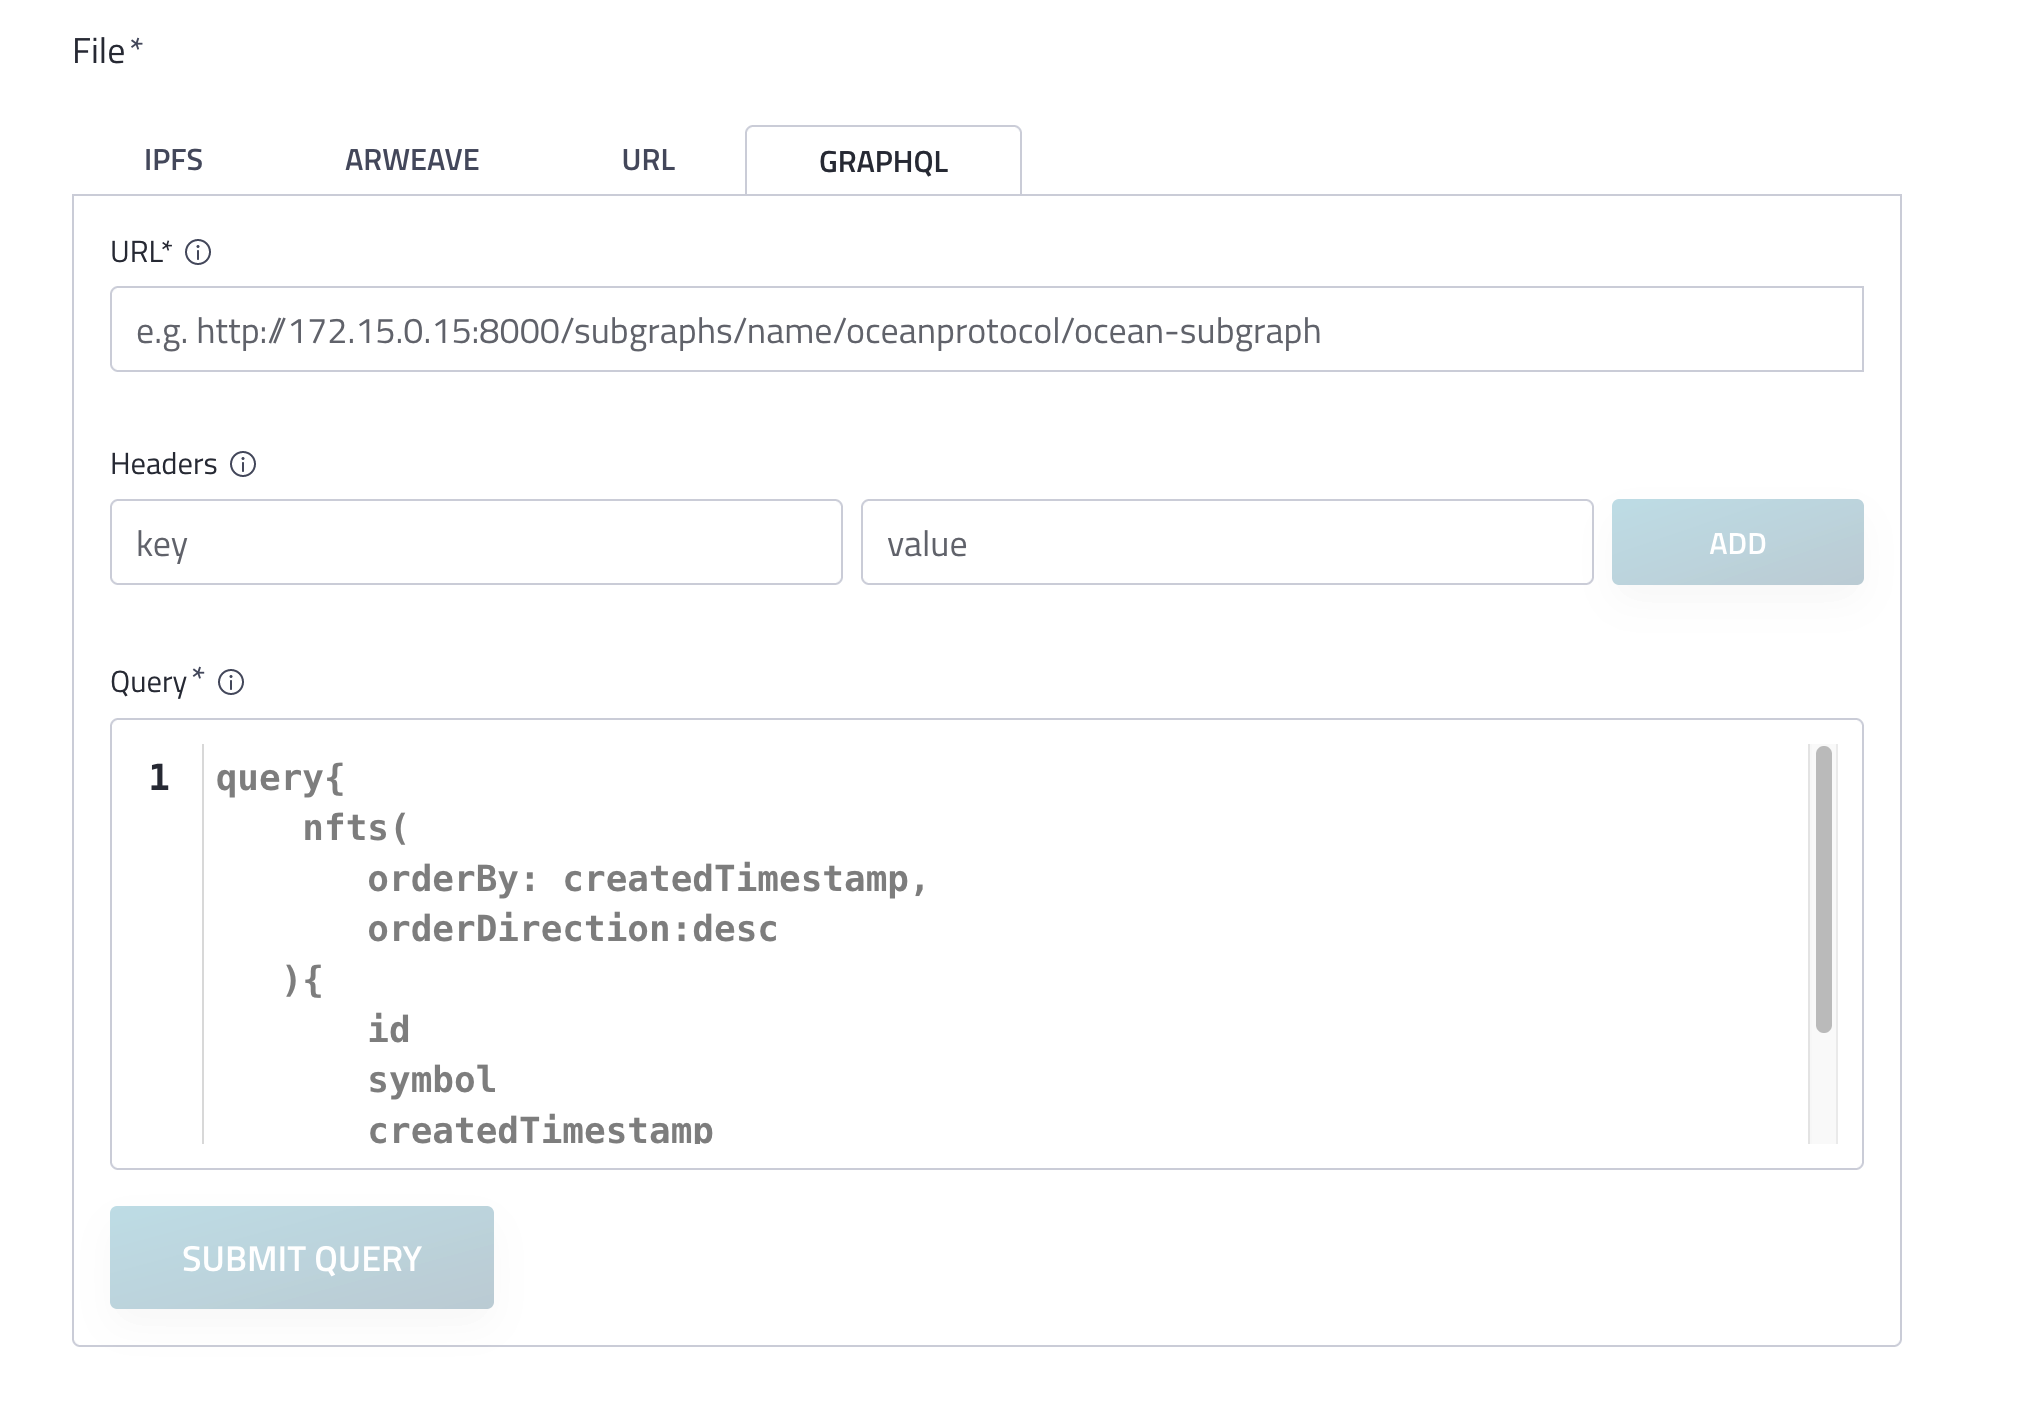 File*
IPFS ARWEAVE URL GRAPHQL
URL*
e.g. http://172.15.0.15:8000/subgraphs/name/oceanprotocol/ocean-subgraph
Headers
key value ADD
Query*
1 query{
nfts(
orderBy: createdTimestamp,
orderDirection:desc
){
id
symbol
createdTimestamp
SUBMIT QUERY